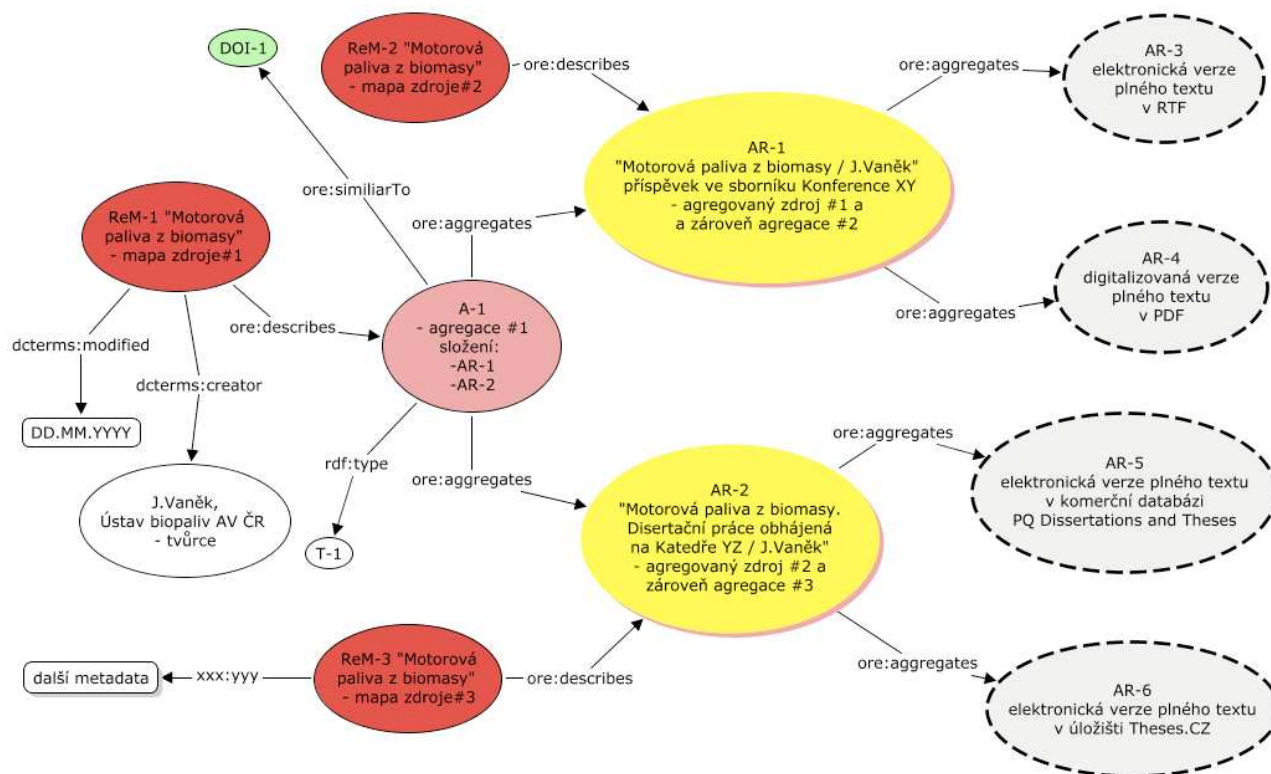 DOI-1
ReM-2 "Motorová
paliva z biomasy"
- mapa zdroje#2
ore:describes
ore:aggregates
AR-3
elektronická verze
plného textu
v RTF
AR-1
"Motorová paliva z biomasy / J.Vaněk"
příspěvek ve sborníku Konference XY
- agregovaný zdroj #1 a
a zároveň agregace #2
ore:similiarTo
ReM-1 "Motorová
paliva z biomasy"
- mapa zdroje#1
ore:aggregates
AR-4
digitalizovaná verze
plného textu
v PDF
ore:aggregates
A-1
- agregace #1
složení:
-AR-1
-AR-2
ore:describes
dcterms:modified
dcterms:creator
DD.MM.YYYY
ore:aggregates
rdf:type
ore:aggregates
AR-5
elektronická verze plného textu
v komerční databázi
PQ Dissertations and Theses
AR-2
"Motorová paliva z biomasy.
Disertační práce obhájená
na Katedře YZ / J.Vaněk"
- agregovaný zdroj #2 a
zároveň agregace #3
J.Vaněk,
Ústav biopaliv AV ČR
- tvůrce
T-1
ReM-3 "Motorová
paliva z biomasy"
- mapa zdroje#3
další metadata
xxx:yyy
ore:describes
ore:aggregates
AR-6
elektronická verze plného textu
v úložišti Theses.CZ